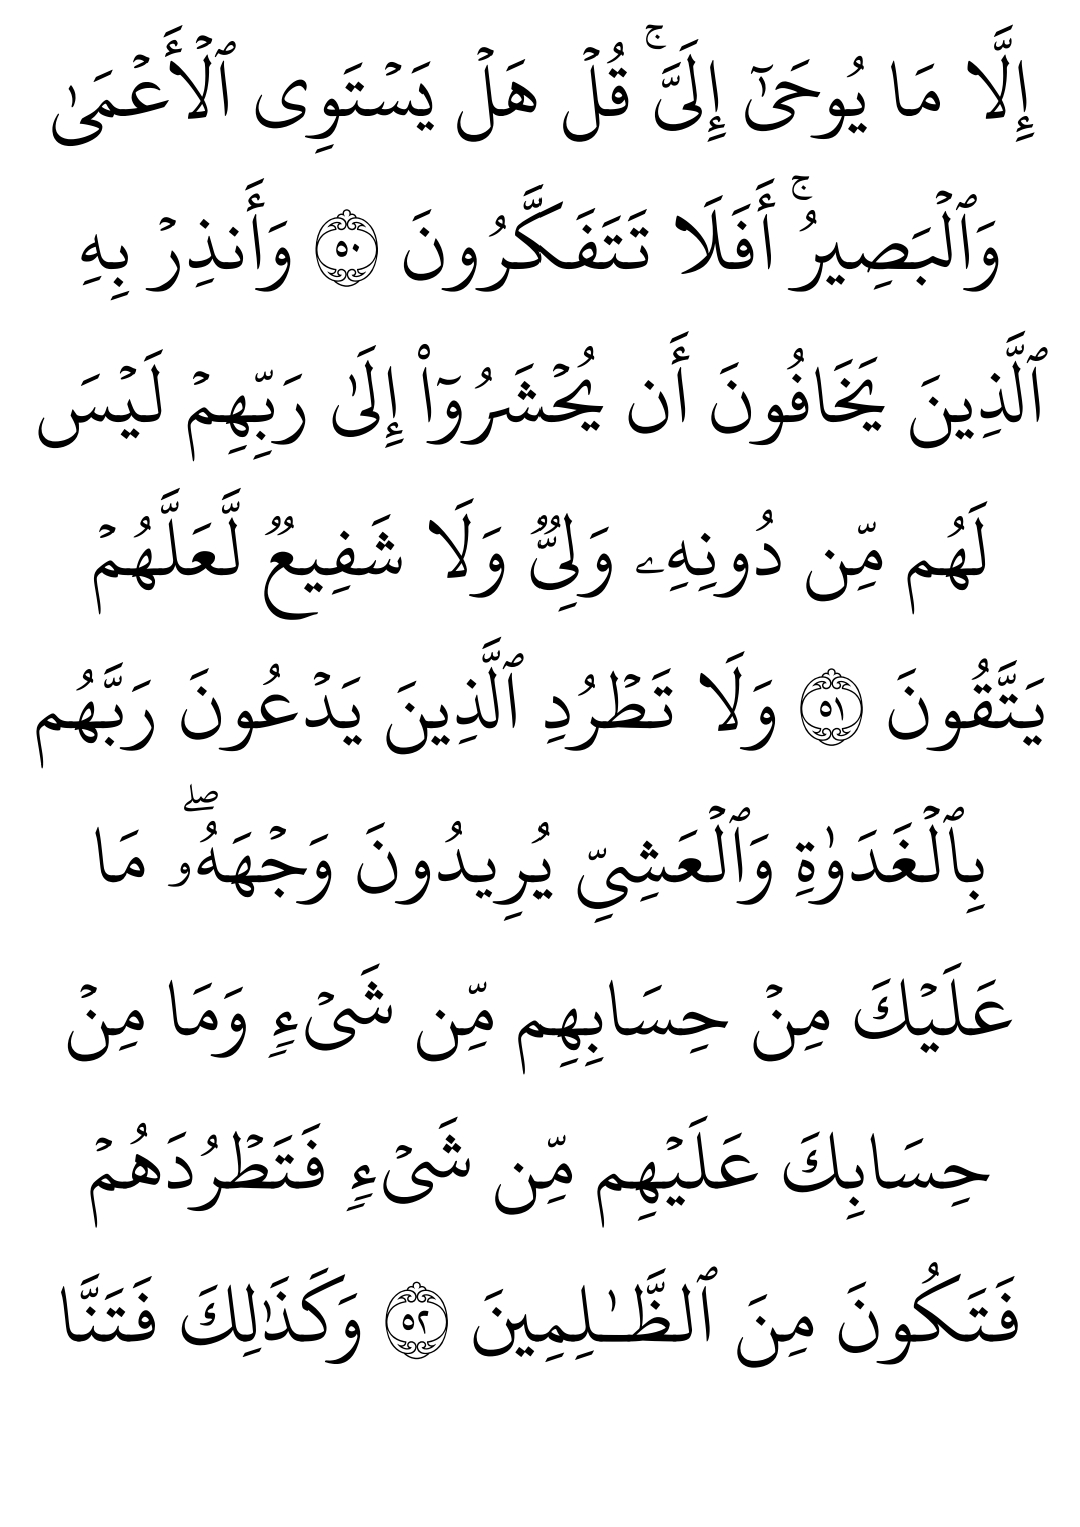 إِلَّا مَا يُوحَىٰٓ إِلَىَّ ۚ قُلْ هَلْ يَسْتَوِى ٱلْأَعْمَىٰ
وَٱلْبَصِيرُ ۚ أَفَلَا تَتَفَكَّرُونَ ۝٥٠ وَأَنذِرْ بِهِ
ٱلَّذِينَ يَخَافُونَ أَن يُحْشَرُوٓا۟ إِلَىٰ رَبِّهِمْ لَيْسَ
لَهُم مِّن دُونِهِۦ وَلِىٌّ وَلَا شَفِيعٌ لَّعَلَّهُمْ
يَتَّقُونَ ۝٥١ وَلَا تَطْرُدِ ٱلَّذِينَ يَدْعُونَ رَبَّهُم
بِٱلْغَدَوٰةِ وَٱلْعَشِىِّ يُرِيدُونَ وَجْهَهُۥ ۖ مَا
عَلَيْكَ مِنْ حِسَابِهِم مِّن شَىْءٍ وَمَا مِنْ
حِسَابِكَ عَلَيْهِم مِّن شَىْءٍ فَتَطْرُدَهُمْ
فَتَكُونَ مِنَ ٱلظَّـٰلِمِينَ ۝٥٢ وَكَذَٰلِكَ فَتَنَّا